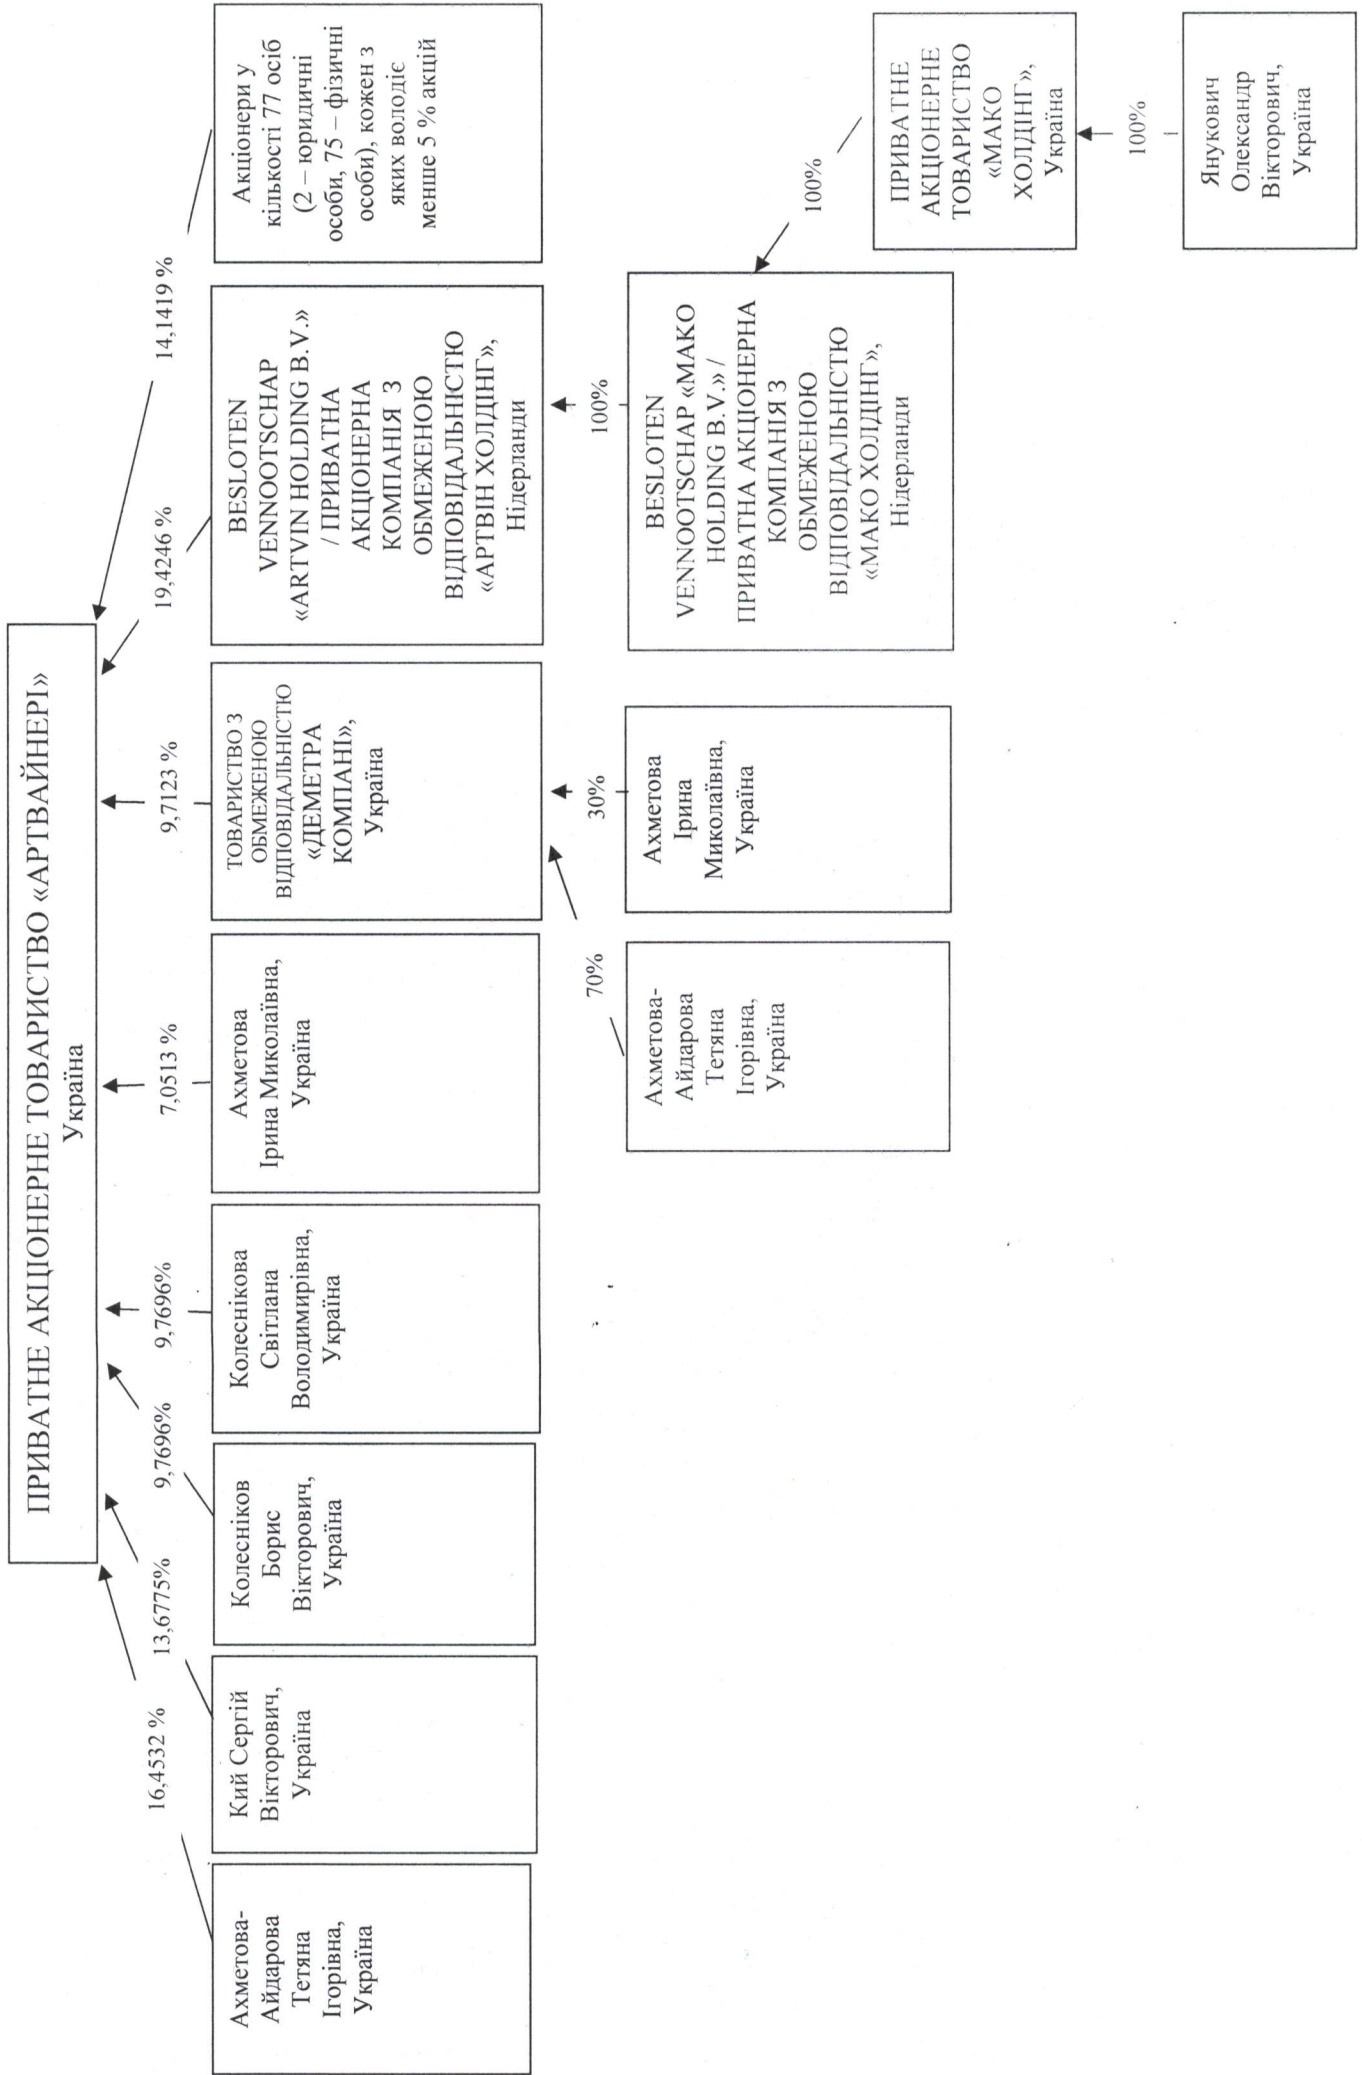 ПРИВАТНЕ АКЦІОНЕРНЕ ТОВАРИСТВО «АРТВАЙНЕРІ»
Україна
16,4532 %
13,6775%
9,7696%
9,7696%
7,0513 %
9,7123 %
19,4246 %
14,1419 %
Ахметова-
Айдарова
Тетяна
Ігорівна,
Україна
Кий Сергій
Вікторович,
Україна
Колесніков
Борис
Вікторович,
Україна
Колеснікова
Світлана
Володимирівна,
Україна
Ахметова
Ірина Миколаївна,
Україна
ТОВАРИСТВО З
ОБМЕЖЕНОЮ
ВІДПОВІДАЛЬНІСТЮ
«ДЕМЕТРА
КОМПАНІ»,
Україна
BESLOTEN
VENNOOTSCHAP
«ARTVIN HOLDING B.V.»
/ ПРИВАТНА
АКЦІОНЕРНА
КОМПАНІЯ З
ОБМЕЖЕНОЮ
ВІДПОВІДАЛЬНІСТЮ
«АРТВІН ХОЛДІНГ»,
Нідерланди
Акціонери у
кількості 77 осіб
(2 – юридичні
особи, 75 – фізичні
особи), кожен з
яких володіє
менше 5 % акцій
70%
30%
100%
Ахметова-
Айдарова
Тетяна
Ігорівна,
Україна
Ахметова
Ірина
Миколаївна,
Україна
BESLOTEN
VENNOOTSCHAP «MAKO
HOLDING B.V.» /
ПРИВАТНА АКЦІОНЕРНА
КОМПАНІЯ З
ОБМЕЖЕНОЮ
ВІДПОВІДАЛЬНІСТЮ
«МАКО ХОЛДІНГ»,
Нідерланди
100%
ПРИВАТНЕ
АКЦІОНЕРНЕ
ТОВАРИСТВО
«МАКО
ХОЛДІНГ»,
Україна
100%
Янукович
Олександр
Вікторович,
Україна